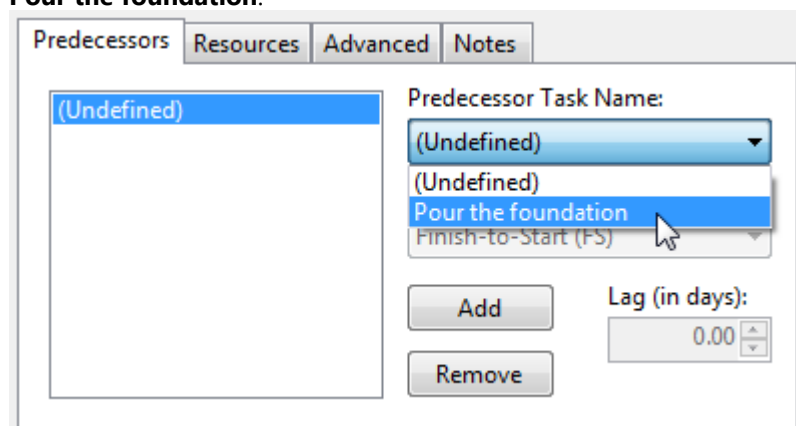 Pour the foundation.
Predecessors Resources Advanced Notes
(Undefined)
Predecessor Task Name:
(Undefined)
(Undefined)
Pour the foundation
Finish-to-Start (FS)
Add
Lag (in days):
0.00
Remove